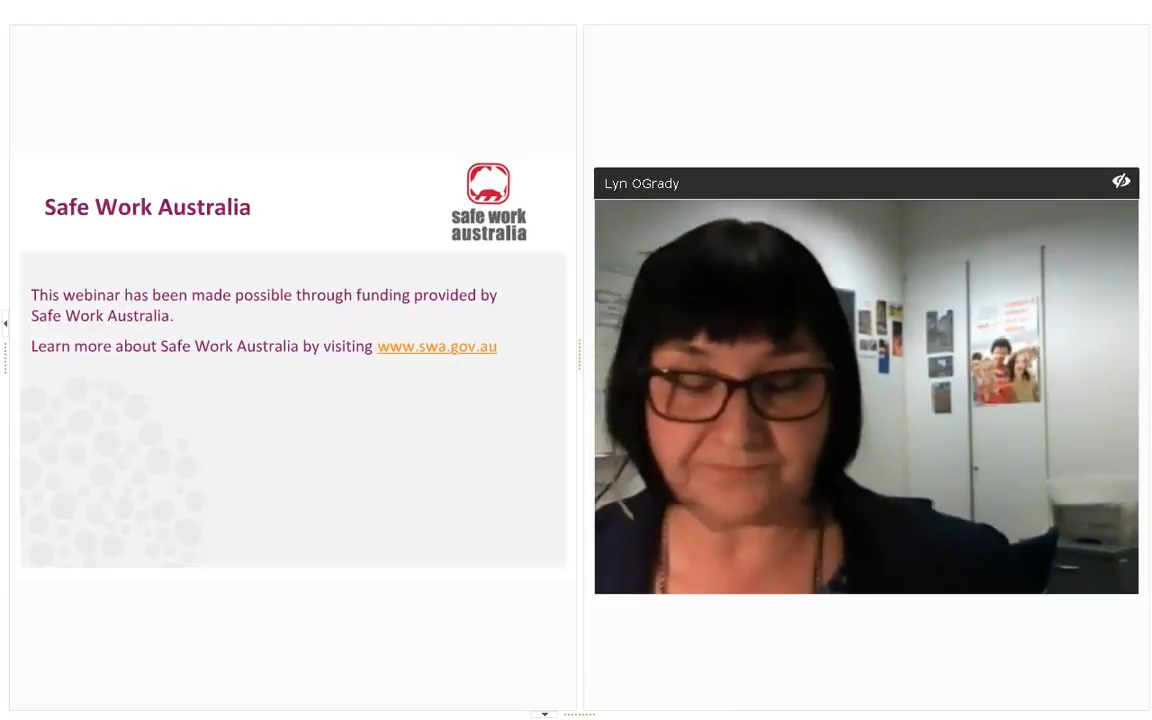 Safe Work Australia
safe work
australia
This webinar has been made possible through funding provided by
Safe Work Australia.
Learn more about Safe Work Australia by visiting www.swa.gov.au
Lyn OGrady